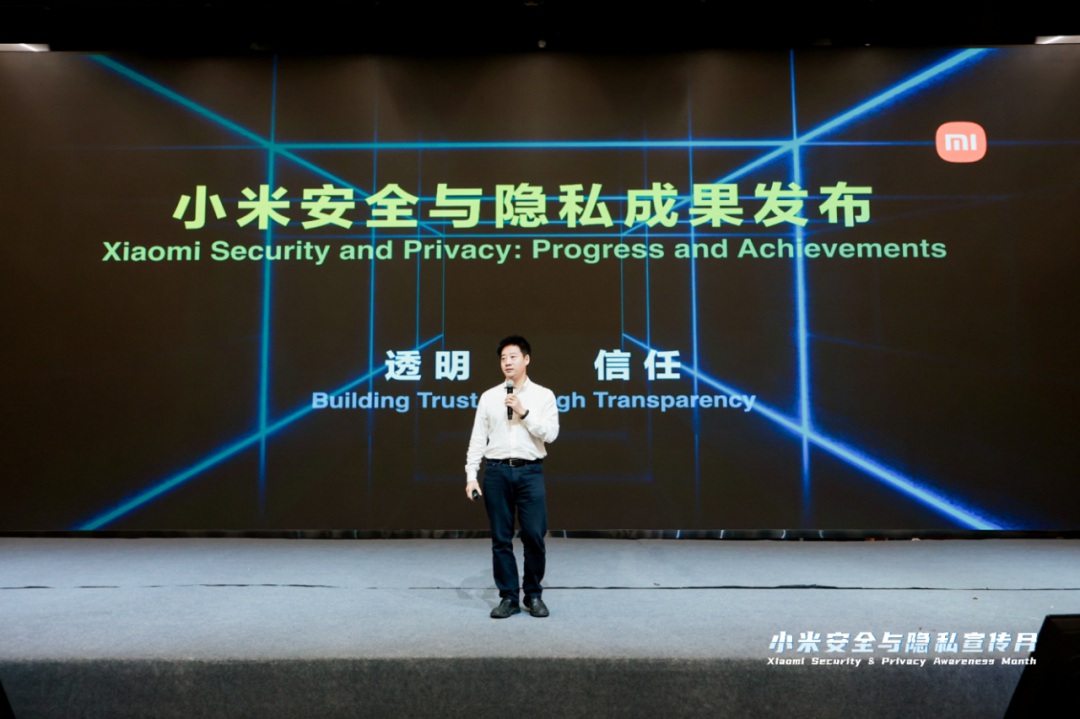 mi
小米安全与隐私成果发布
Xiaomi Security and Privacy: Progress and Achievements
透明 信任
Building Trust gh Transparency
小米安全与隐私宣传月
Xiaomi Security & Privacy Awareness Month